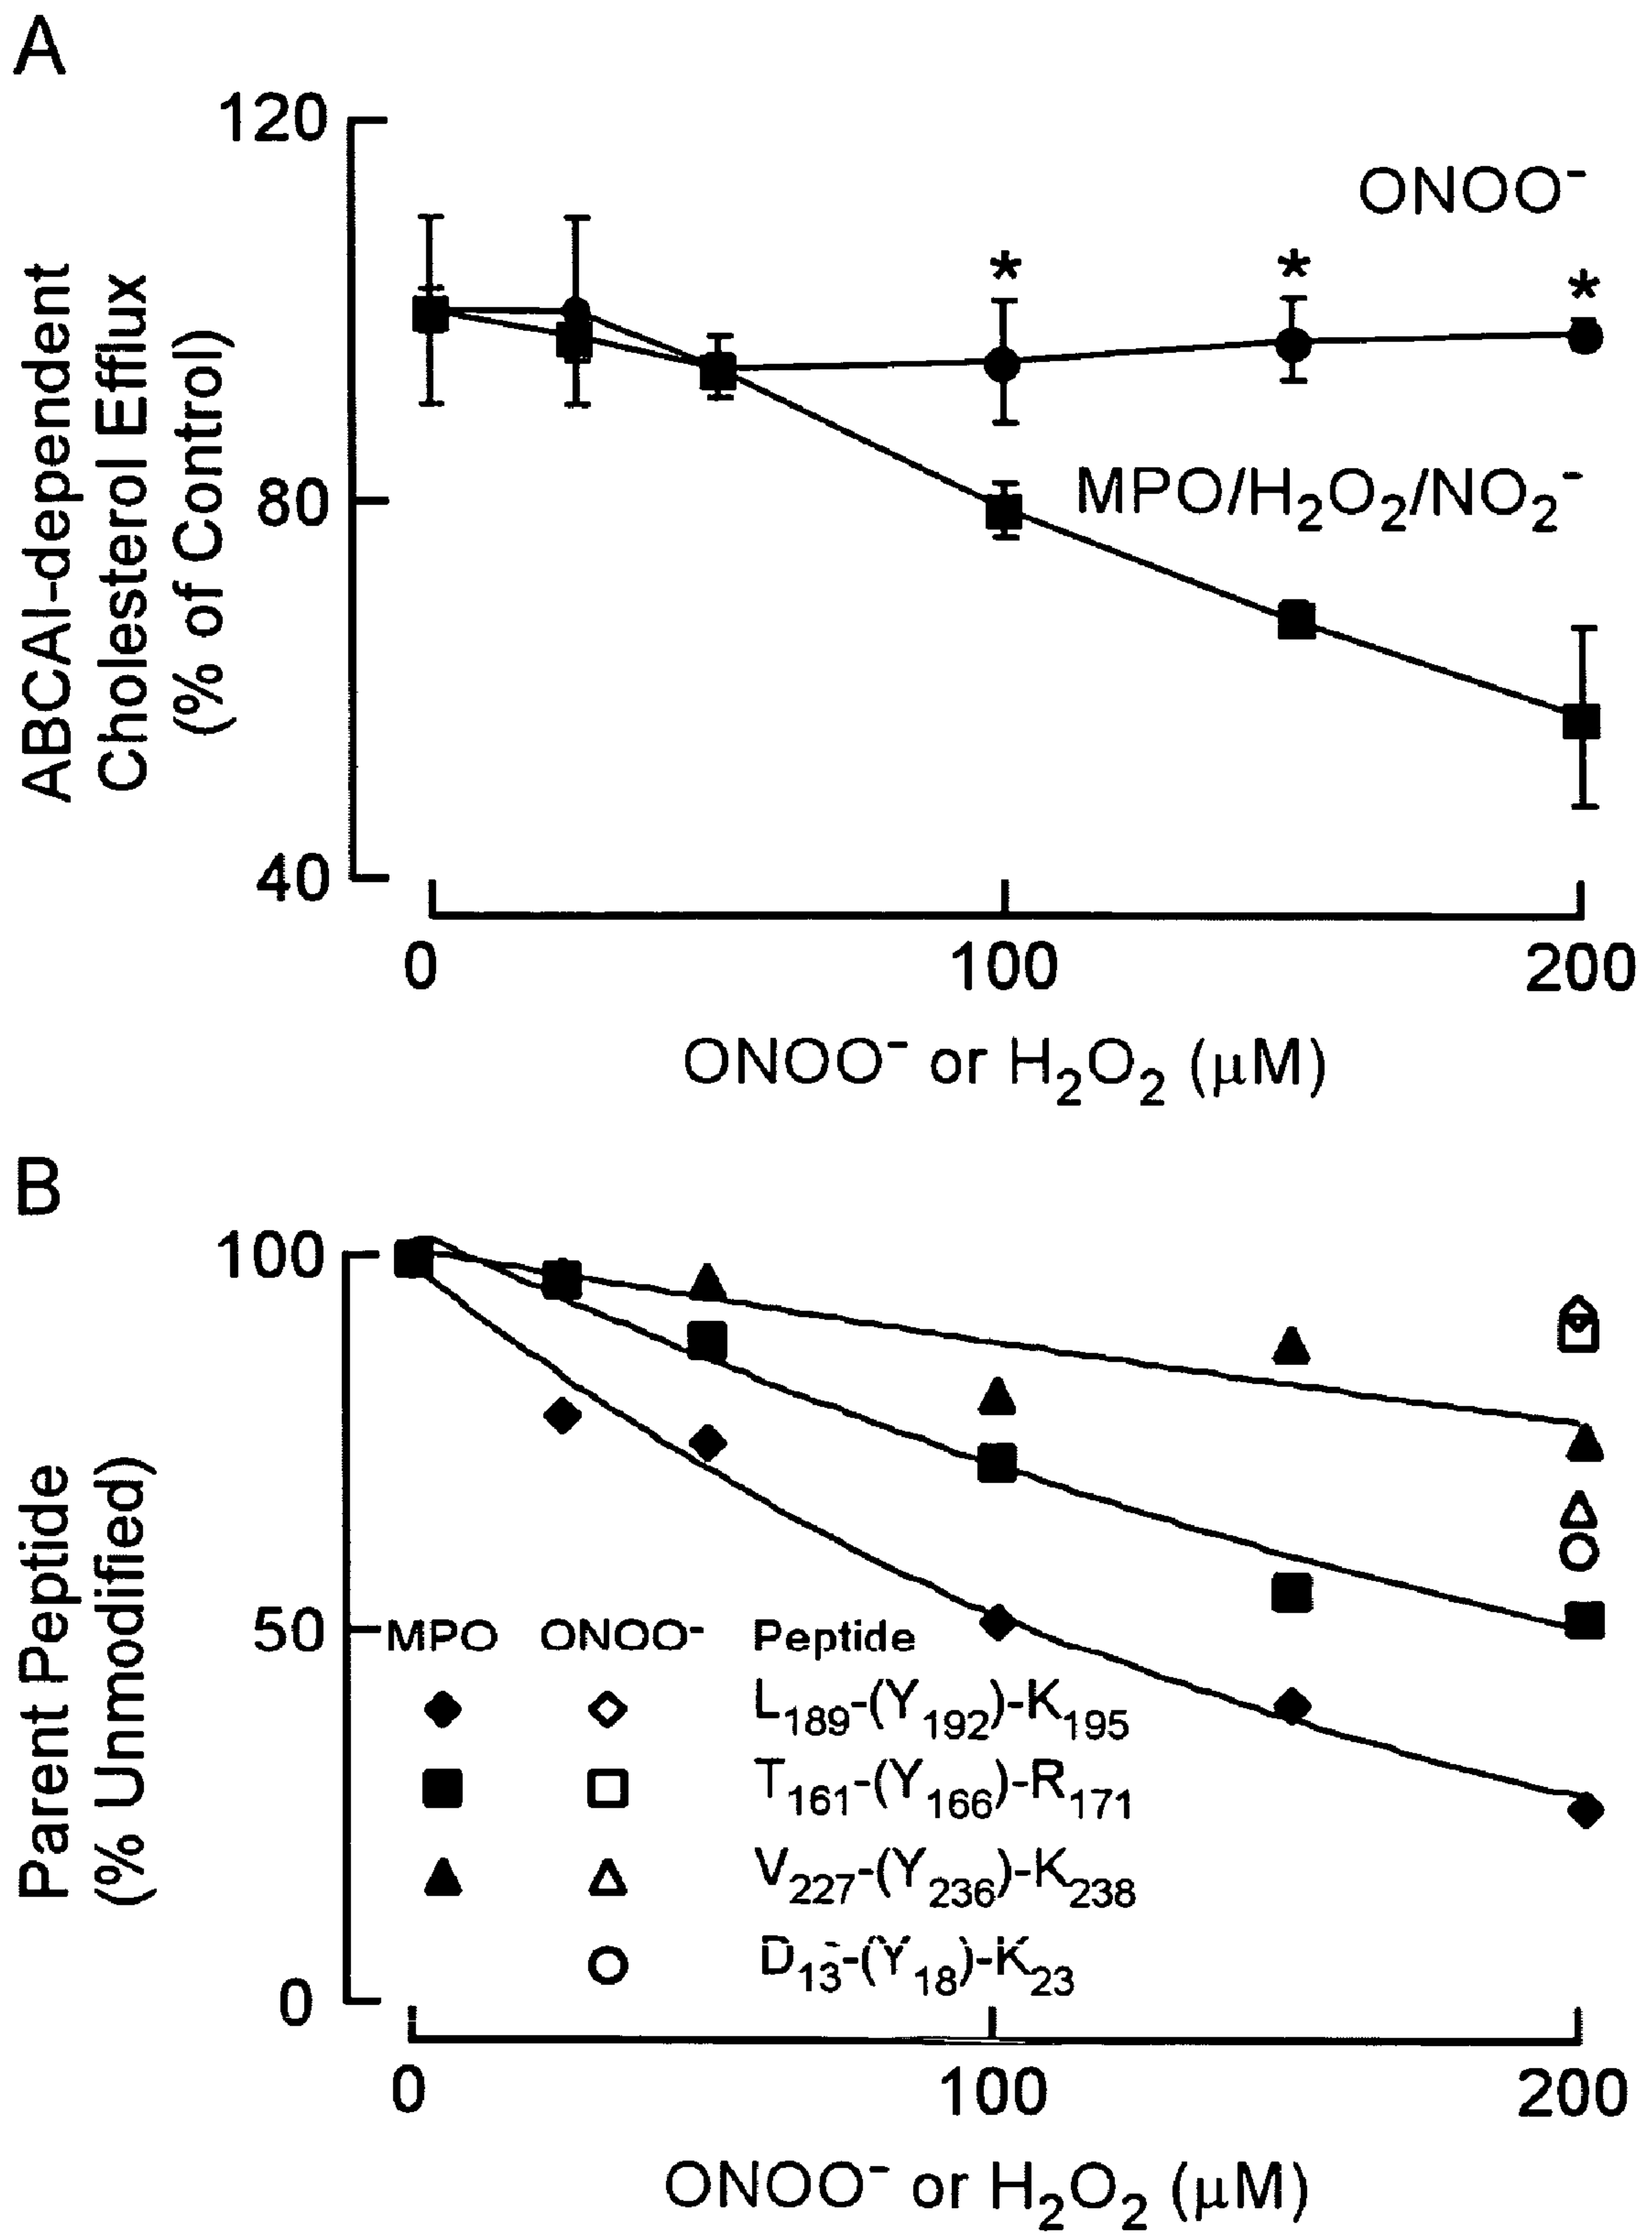 A
120
80
40
ABCAI-dependent
Cholesterol Efflux
(% of Control)
ONOO⁻
*
*
*
MPO/H₂O₂/NO₂⁻
0 100 200
ONOO⁻ or H₂O₂ (μM)
B
100
50
0
Parent Peptide
(% Unmodified)
MPO ONOO⁻ Peptide
L₁₈₉-(Y₁₉₂)-K₁₉₅
T₁₆₁-(Y₁₆₆)-R₁₇₁
V₂₂₇-(Y₂₃₆)-K₂₃₈
D₁₃-(Y₁₈)-K₂₃
0 100 200
ONOO⁻ or H₂O₂ (μM)